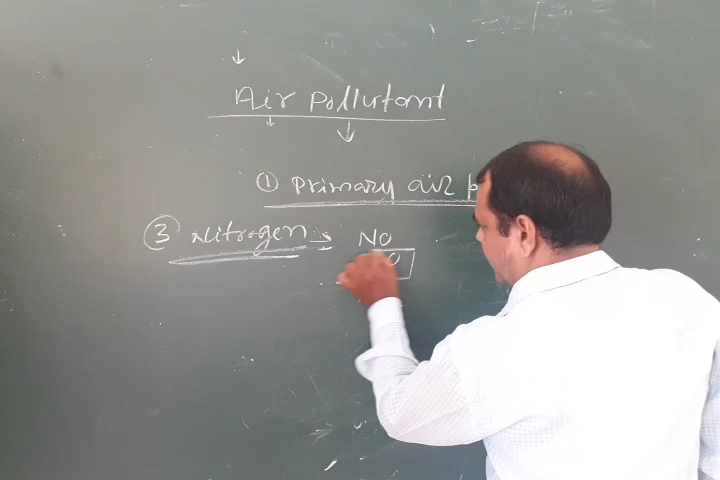 Air pollutant
① Primary air p
③ Nitrogen → NO
O